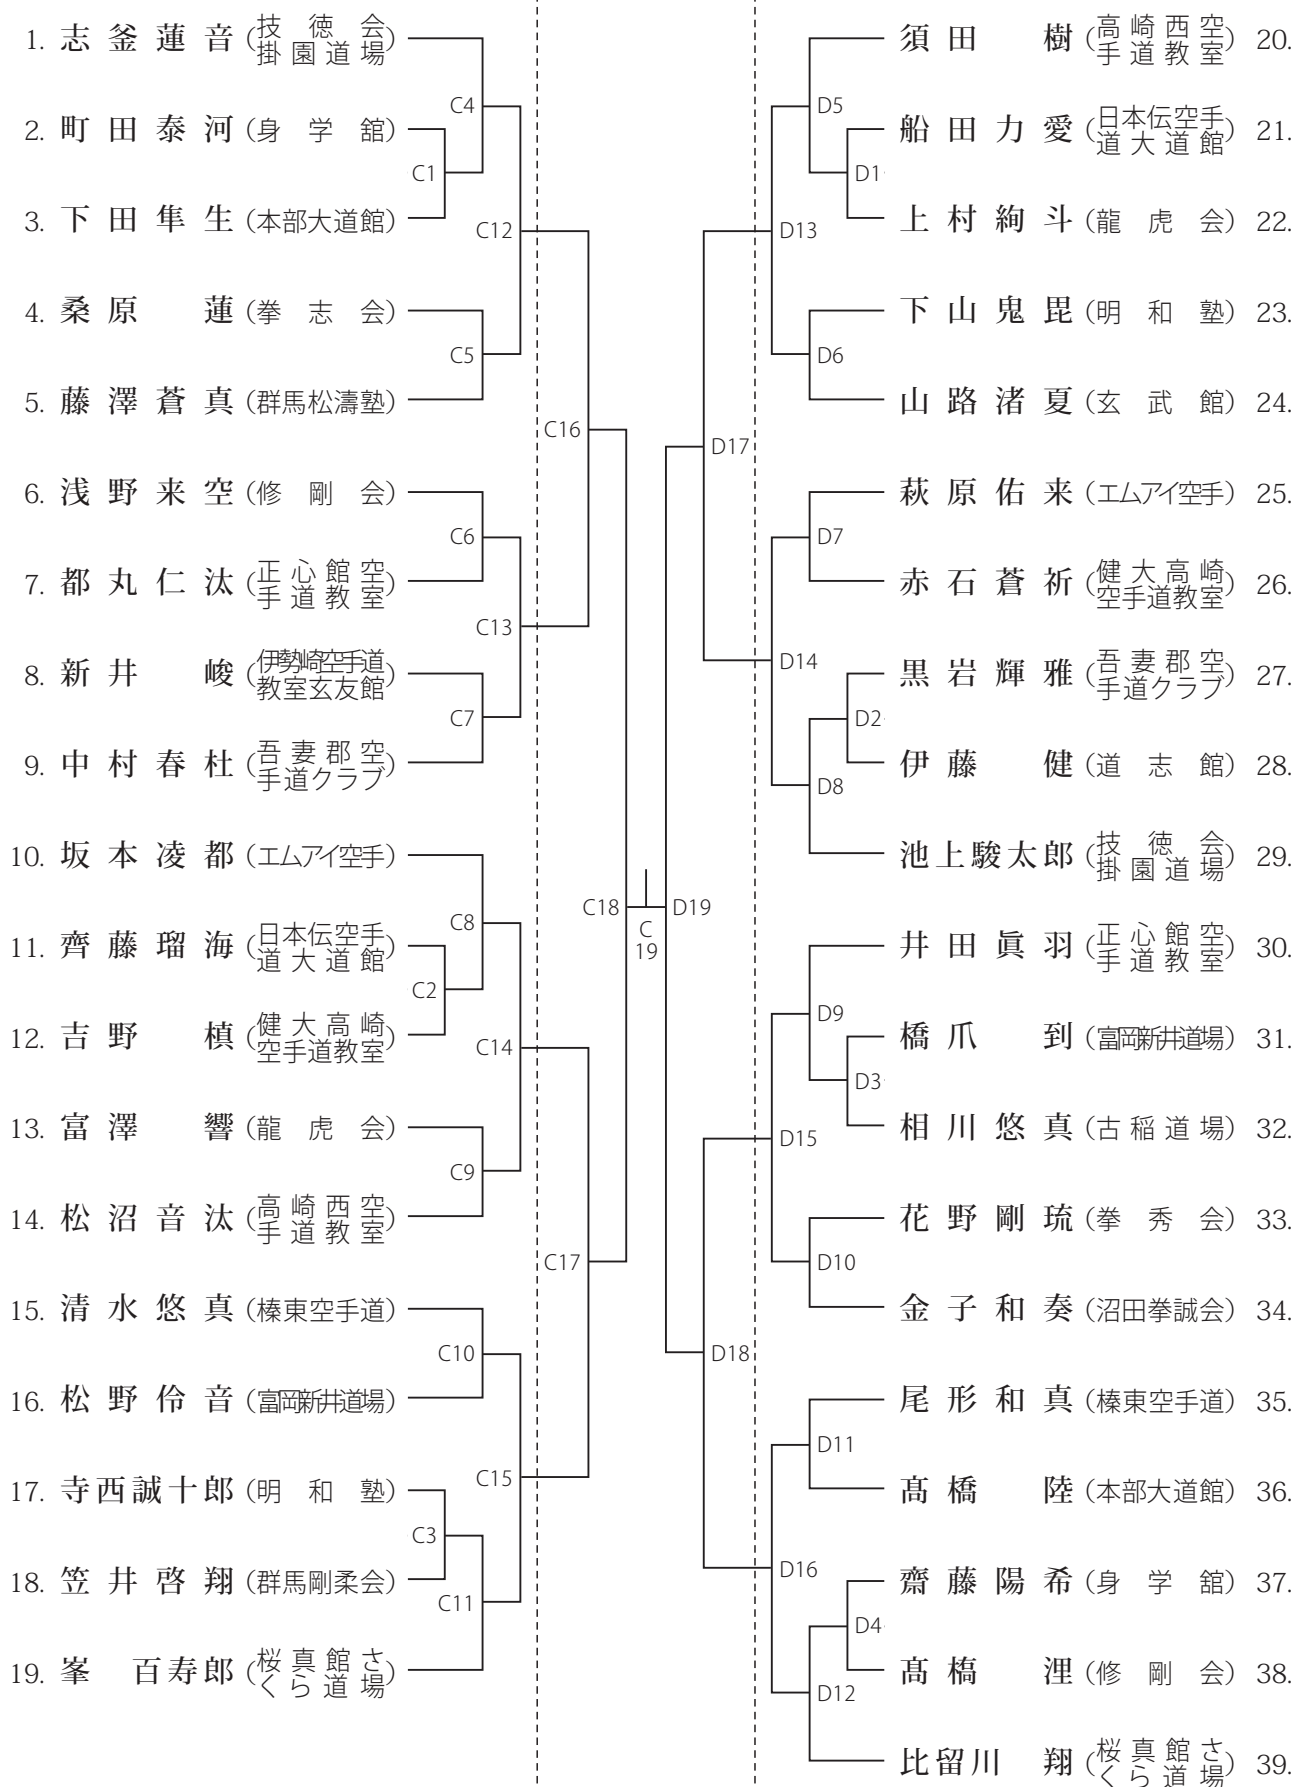 1. 志釜蓮音（技徳会掛園道場）
2. 町田泰河（身学舘）
3. 下田隼生（本部大道館）
4. 桑原蓮（拳志会）
5. 藤澤蒼真（群馬松濤塾）
6. 浅野来空（修剛会）
7. 都丸仁汰（正心館空手道教室）
8. 新井峻（伊勢崎空手道教室玄友館）
9. 中村春杜（吾妻郡空手道クラブ）
10. 坂本凌都（エムアイ空手）
11. 齊藤瑠海（日本伝空手道大道館）
12. 吉野槙（健大高崎空手道教室）
13. 富澤響（龍虎会）
14. 松沼音汰（高崎西空手道教室）
15. 清水悠真（榛東空手道）
16. 松野伶音（富岡新井道場）
17. 寺西誠十郎（明和塾）
18. 笠井啓翔（群馬剛柔会）
19. 峯百寿郎（桜真館さくら道場）
C4
C1
C12
C5
C16
C6
C13
C7
C8
C2
C14
C9
C17
C10
C15
C3
C11
C18
C
19
D19
D5
D1
D13
D6
D17
D7
D14
D2
D8
D9
D3
D15
D10
D18
D11
D16
D4
D12
須田樹（高崎西空手道教室）20.
船田力愛（日本伝空手道大道館）21.
上村絢斗（龍虎会）22.
下山鬼毘（明和塾）23.
山路渚夏（玄武館）24.
萩原佑来（エムアイ空手）25.
赤石蒼祈（健大高崎空手道教室）26.
黒岩輝雅（吾妻郡空手道クラブ）27.
伊藤健（道志館）28.
池上駿太郎（技徳会掛園道場）29.
井田眞羽（正心館空手道教室）30.
橋爪到（富岡新井道場）31.
相川悠真（古稲道場）32.
花野剛琉（拳秀会）33.
金子和奏（沼田拳誠会）34.
尾形和真（榛東空手道）35.
髙橋陸（本部大道館）36.
齋藤陽希（身学舘）37.
髙橋浬（修剛会）38.
比留川翔（桜真館さくら道場）39.